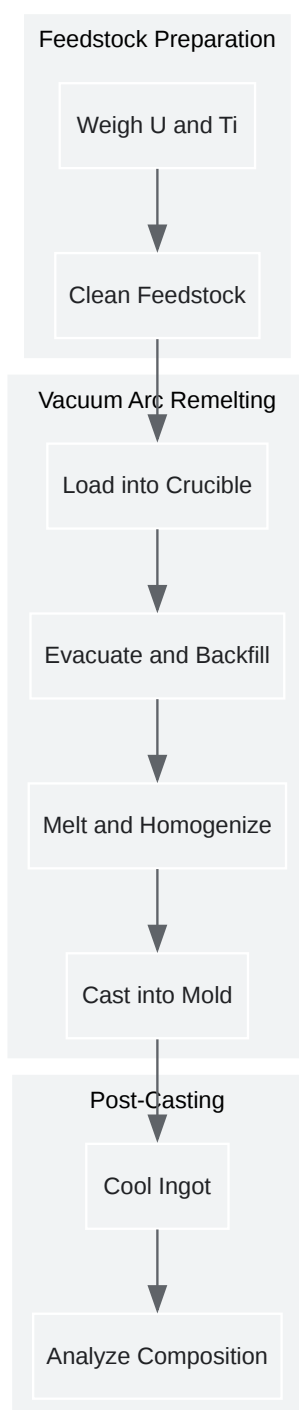 Feedstock Preparation
Weigh U and Ti
Clean Feedstock
Vacuum Arc Remelting
Load into Crucible
Evacuate and Backfill
Melt and Homogenize
Cast into Mold
Post-Casting
Cool Ingot
Analyze Composition